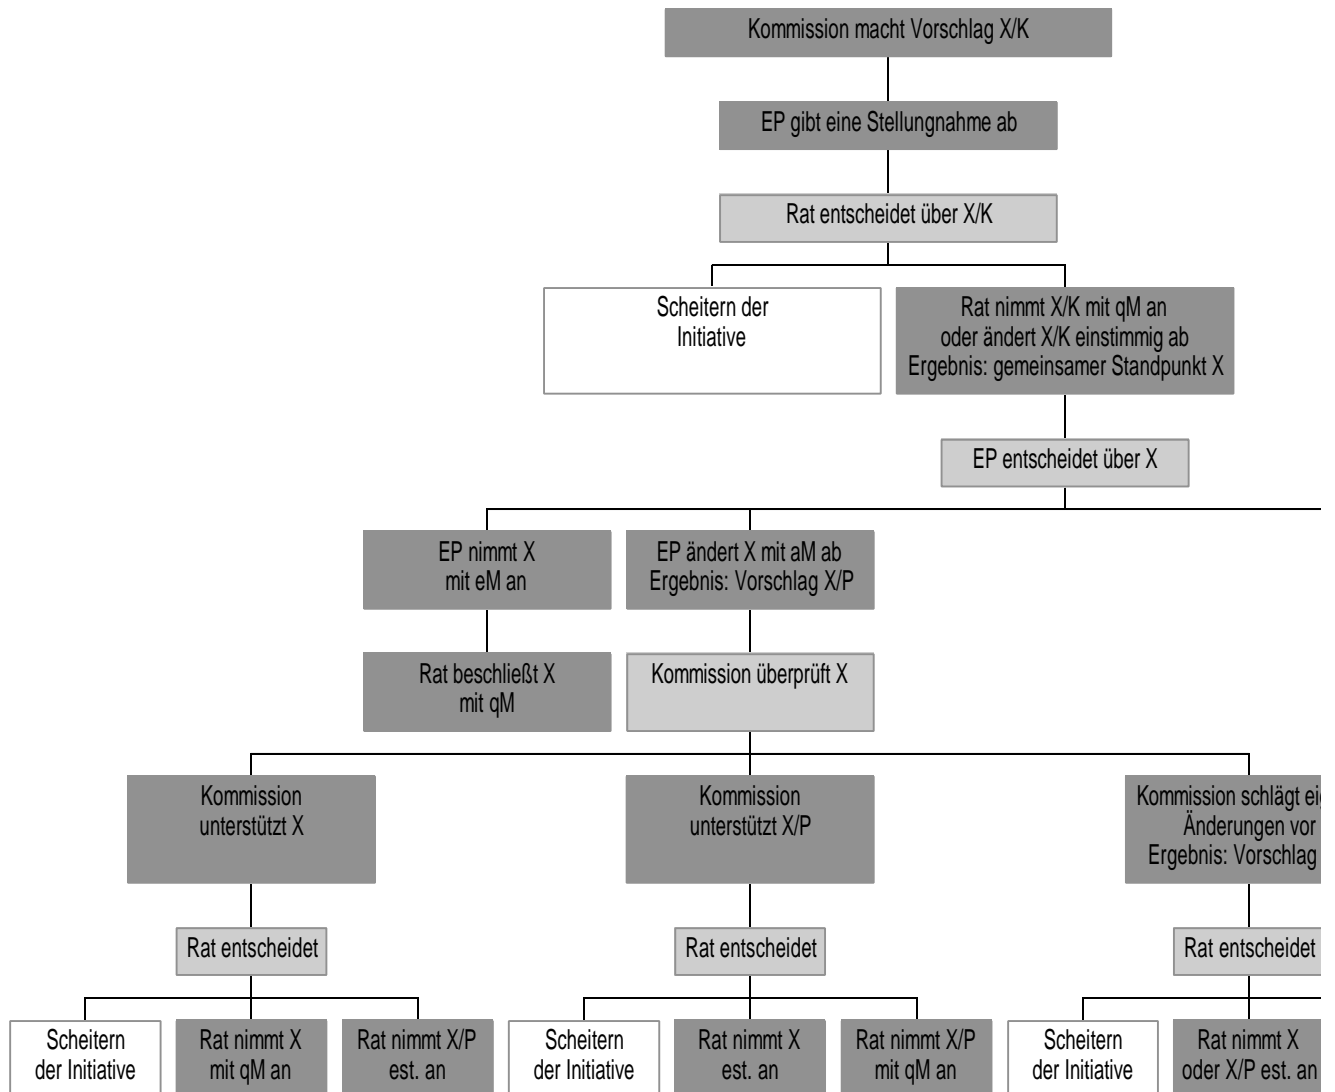 Kommission macht Vorschlag X/K
EP gibt eine Stellungnahme ab
Rat entscheidet über X/K
Scheitern der
Initiative
Rat nimmt X/K mit qM an
oder ändert X/K einstimmig ab
Ergebnis: gemeinsamer Standpunkt X
EP entscheidet über X
EP nimmt X
mit eM an
EP ändert X mit aM ab
Ergebnis: Vorschlag X/P
Rat beschließt X
mit qM
Kommission überprüft X
Kommission
unterstützt X
Kommission
unterstützt X/P
Kommission schlägt
Änderungen vor
Ergebnis: Vorschlag
Rat entscheidet
Rat entscheidet
Rat entscheidet
Scheitern
der Initiative
Rat nimmt X
mit qM an
Rat nimmt X/P
est. an
Scheitern
der Initiative
Rat nimmt X
est. an
Rat nimmt X/P
mit qM an
Scheitern
der Initiative
Rat nimmt X
oder X/P est. an